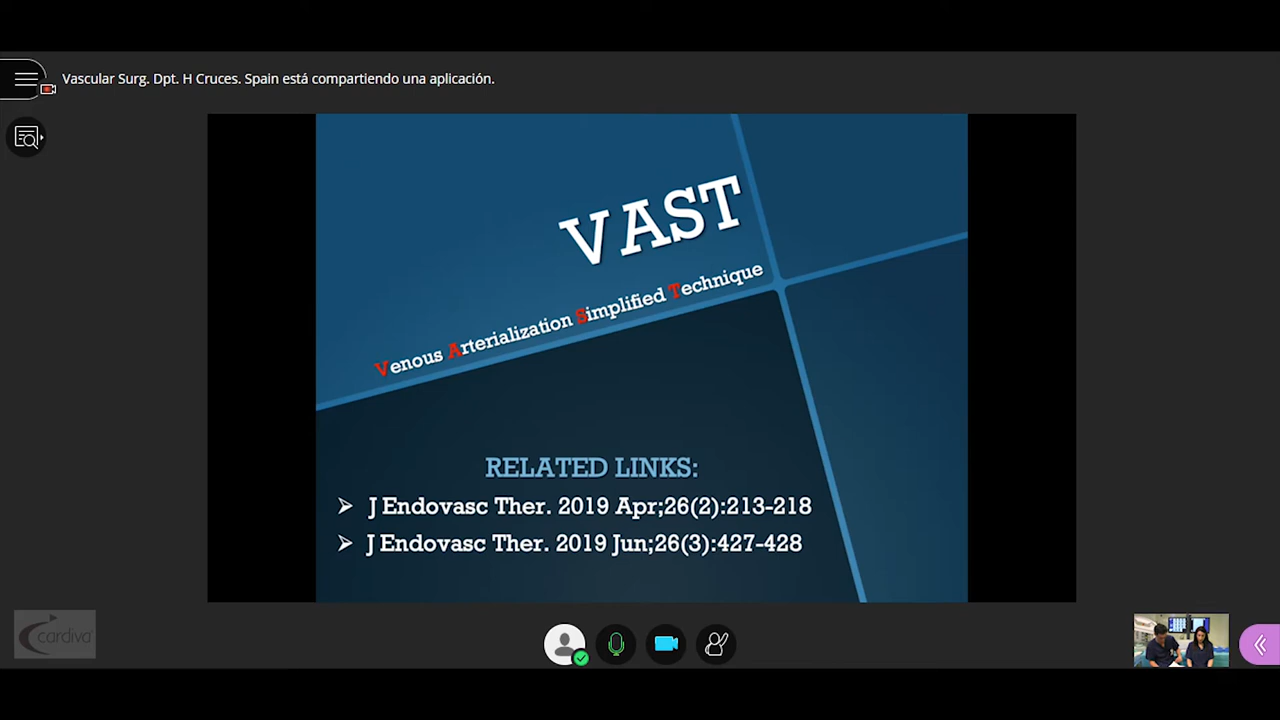 Vascular Surg. Dpt. H Cruces. Spain está compartiendo una aplicación.
VAST
Venous Arterialization Simplified Technique
RELATED LINKS:
➢ J Endovasc Ther. 2019 Apr;26(2):213-218
➢ J Endovasc Ther. 2019 Jun;26(3):427-428
cardiva